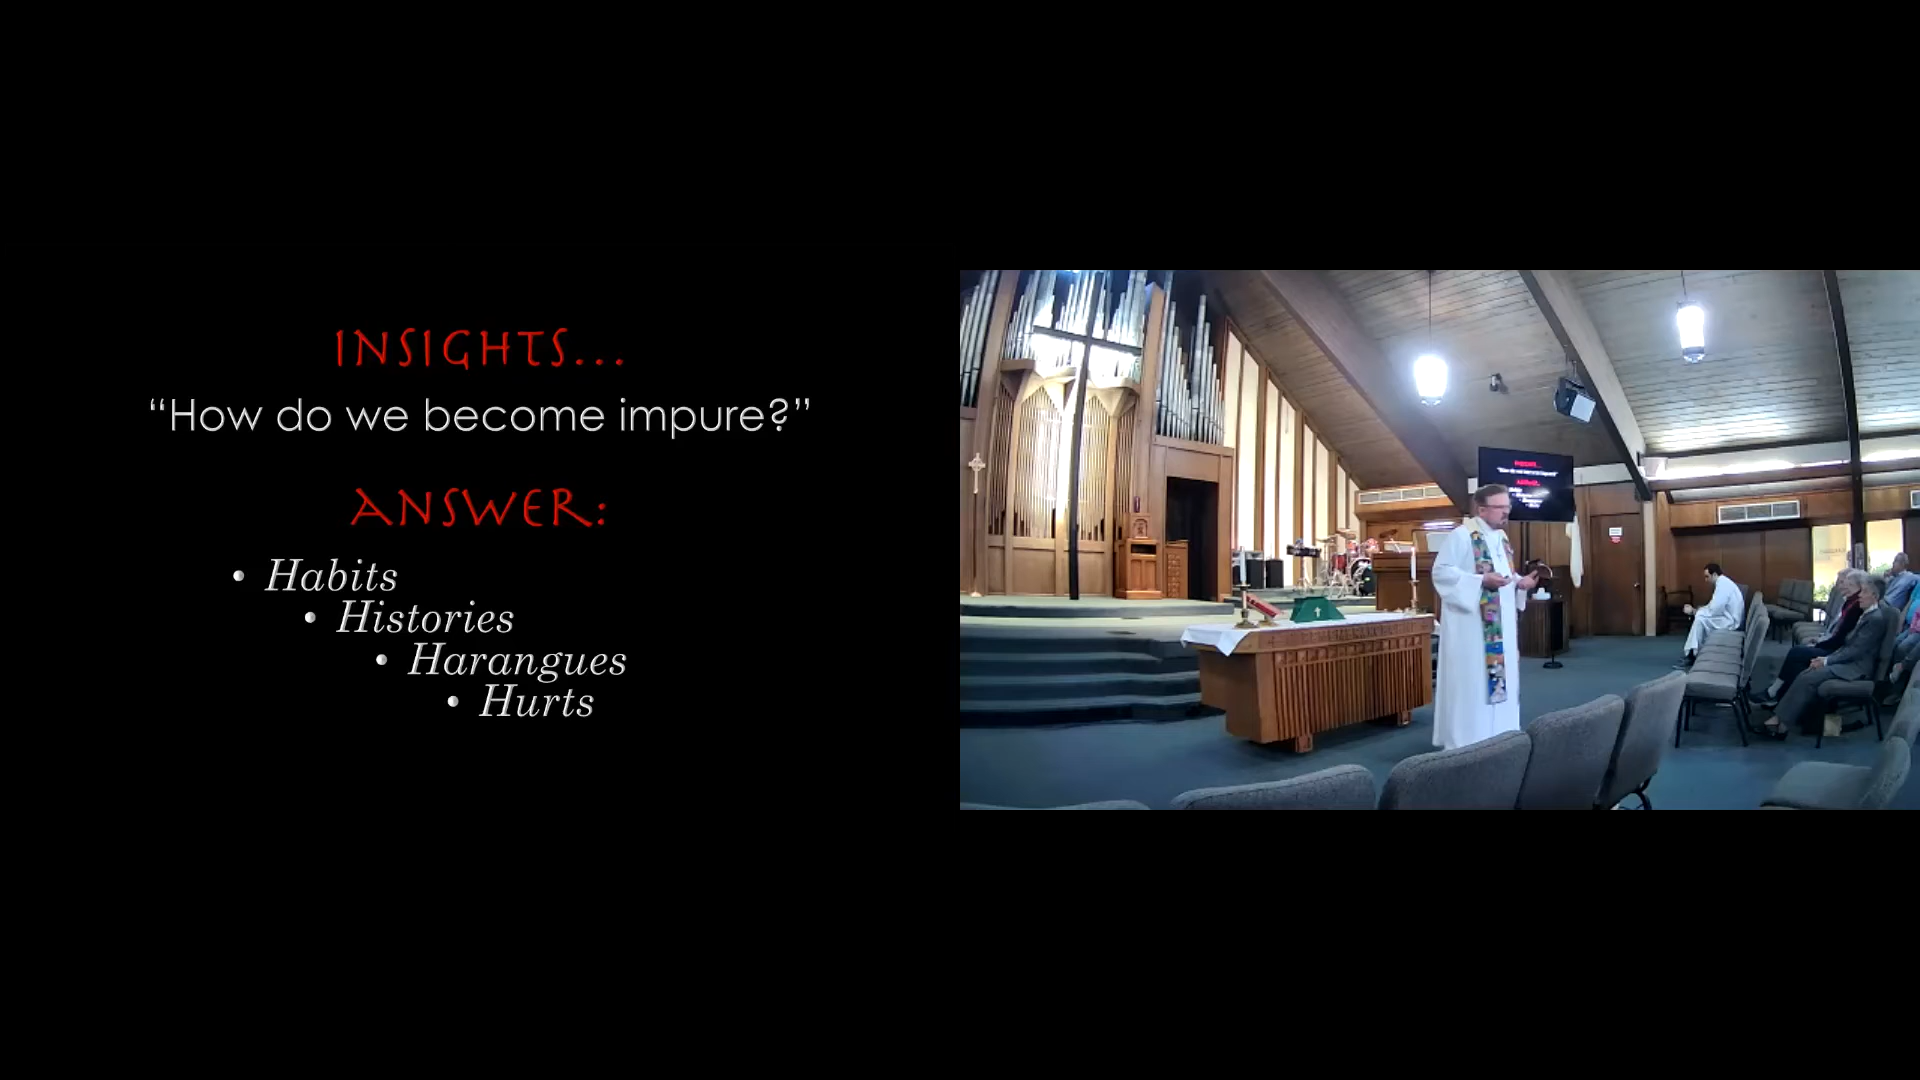 INSIGHTS...
“How do we become impure?”
ANSWER:
• Habits
• Histories
• Harangues
• Hurts